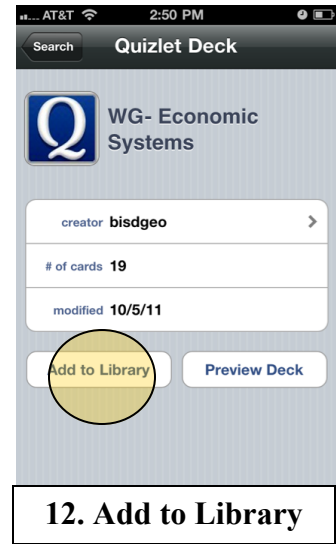 AT&T 2:50 PM
Search Quizlet Deck
Q WG- Economic
Systems
creator bisdgeo
# of cards 19
modified 10/5/11
Add to Library Preview Deck
12. Add to Library